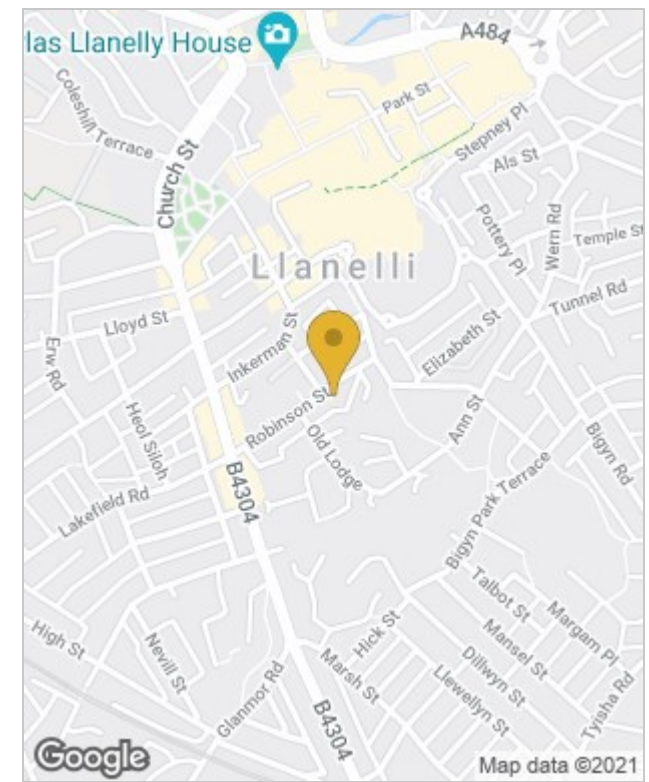 las Llanelly House
A484
Coleshill Terrace
Park St
Stepney Pl
Church St
Als St
Pottery Pl
Wern Rd
Temple St
Llanelli
Tunnel Rd
Lloyd St
Inkerman St
Elizabeth St
Erw Rd
Robinson St
Heol Siloh
Ann St
Old Lodge
Bigyn Rd
Bigyn Park Terrace
Lakefield Rd
B4304
Talbot St
Margam Pl
High St
Hick St
Mansel St
Nevill St
Marsh St
Dillwyn St
Glanmor Rd
Llewellyn St
Tyisha Rd
B4304
Google
Map data ©2021